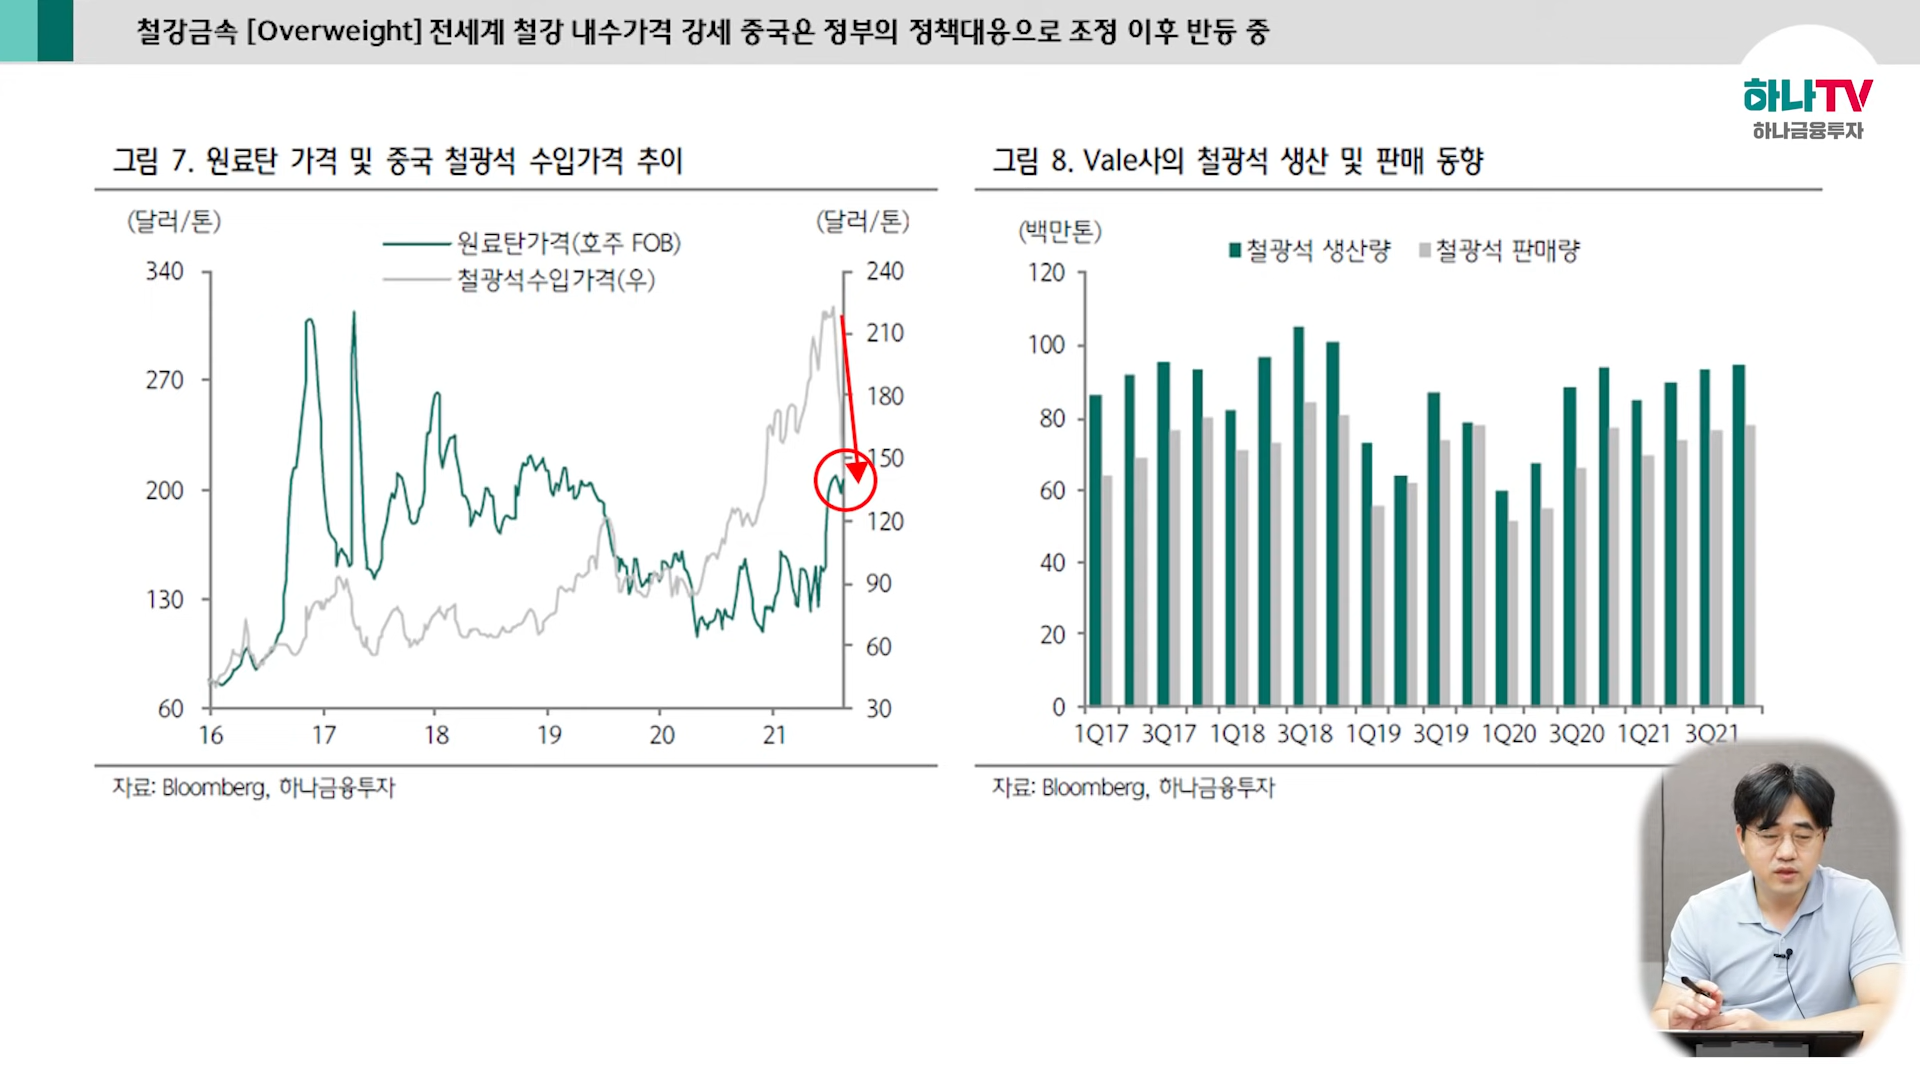 철강금속 [Overweight] 전세계 철강 내수가격 강세 중국은 정부의 정책대응으로 조정 이후 반등 중
하나TV
하나금융투자
그림 7. 원료탄 가격 및 중국 철광석 수입가격 추이
(달러/톤)
(달러/톤)
원료탄가격(호주 FOB)
철광석수입가격(우)
340
270
200
130
60
240
210
180
150
120
90
60
30
16 17 18 19 20 21
자료: Bloomberg, 하나금융투자
그림 8. Vale사의 철광석 생산 및 판매 동향
(백만톤)
철광석 생산량 철광석 판매량
120
100
80
60
40
20
0
1Q17 3Q17 1Q18 3Q18 1Q19 3Q19 1Q20 3Q20 1Q21 3Q21
자료: Bloomberg, 하나금융투자